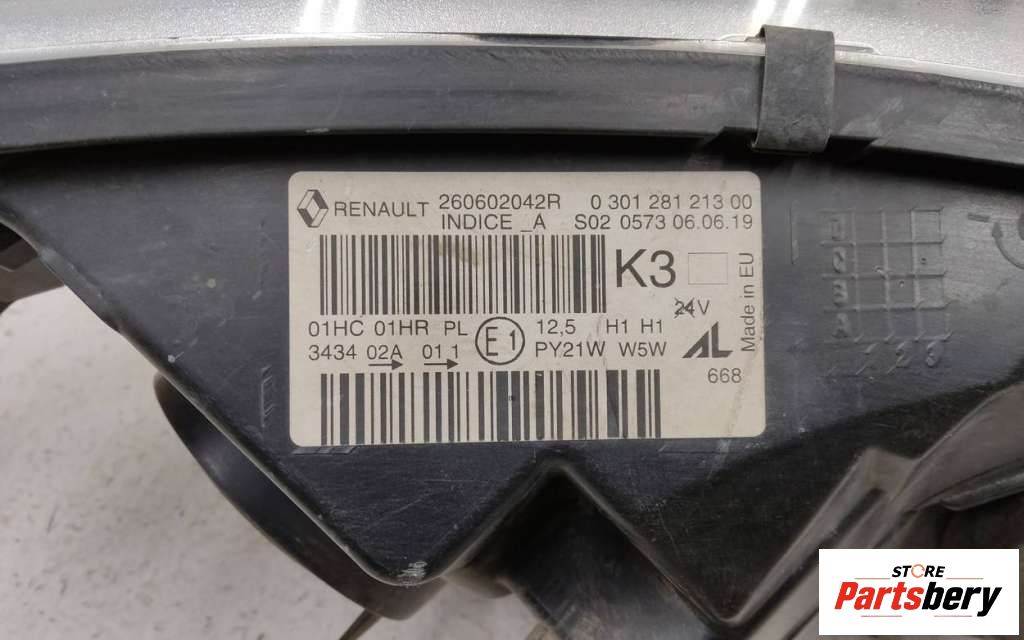 RENAULT 260602042R 0 301 281 213 00
INDICE _A S02 0573 06.06.19
K3
24V
Made in EU
01HC 01HR PL E1 12,5 H1 H1
3434 02A 01 1 PY21W W5W AL
668
STORE
Partsbery